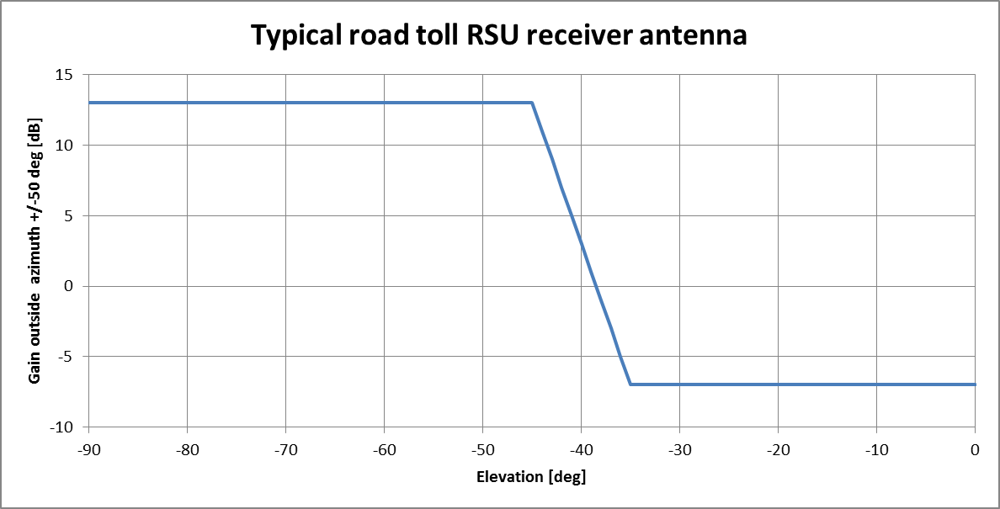 Typical road toll RSU receiver antenna
Gain outside azimuth +/-50 deg [dB]
15
10
5
0
-5
-10
-90 -80 -70 -60 -50 -40 -30 -20 -10 0
Elevation [deg]